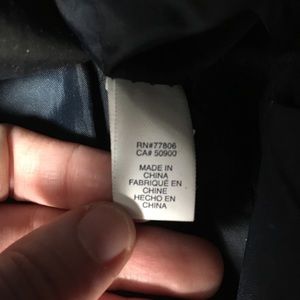 RN#77806
CA# 50900
MADE IN
CHINA
FABRIQUÉ EN
CHINE
HECHO EN
CHINA